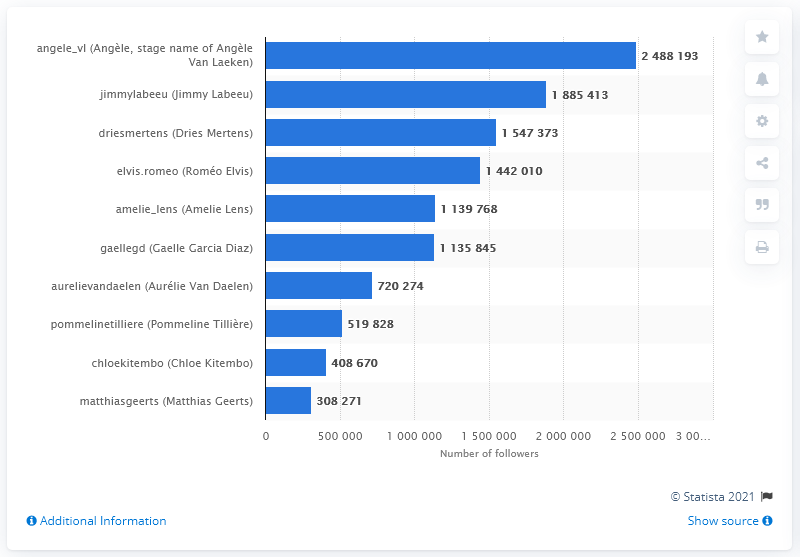 angele_vl (Angèle, stage name of Angèle
Van Laeken)
2 488 193
jimmylabeeu (Jimmy Labeeu)
1 885 413
driesmertens (Dries Mertens)
1 547 373
elvis.romeo (Roméo Elvis)
1 442 010
amelie_lens (Amelie Lens)
1 139 768
gaellegd (Gaelle Garcia Diaz)
1 135 845
aurelievandaelen (Aurélie Van Daelen)
720 274
pommelinetilliere (Pommeline Tillière)
519 828
chloekitembo (Chloe Kitembo)
408 670
matthiasgeerts (Matthias Geerts)
308 271
0 500 000 1 000 000 1 500 000 2 000 000 2 500 000 3 00...
Number of followers
© Statista 2021
Additional Information
Show source